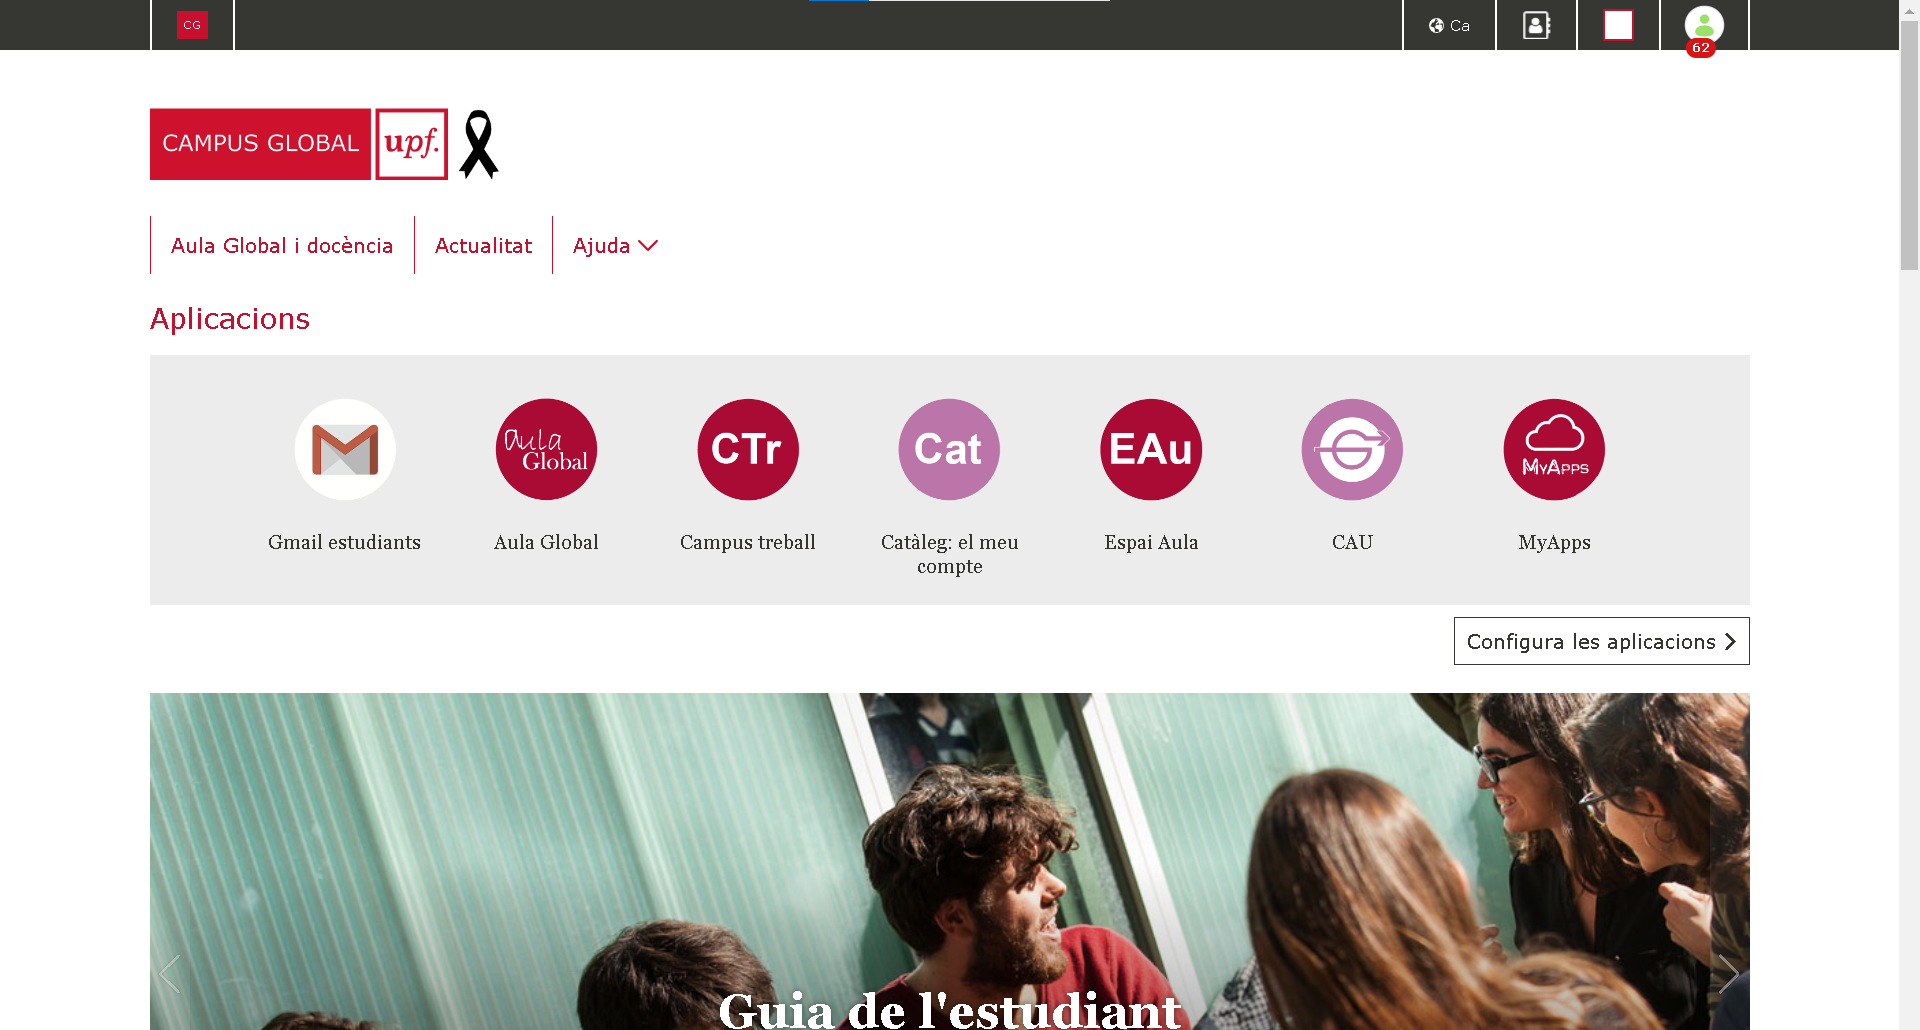 CG
Ca
62
CAMPUS GLOBAL
upf.
Aula Global i docència
Actualitat
Ajuda
Aplicacions
Aula
Global
CTr
Cat
EAu
MYAPPS
Gmail estudiants
Aula Global
Campus treball
Catàleg: el meu
compte
Espai Aula
CAU
MyApps
Configura les aplicacions
Guia de l'estudiant